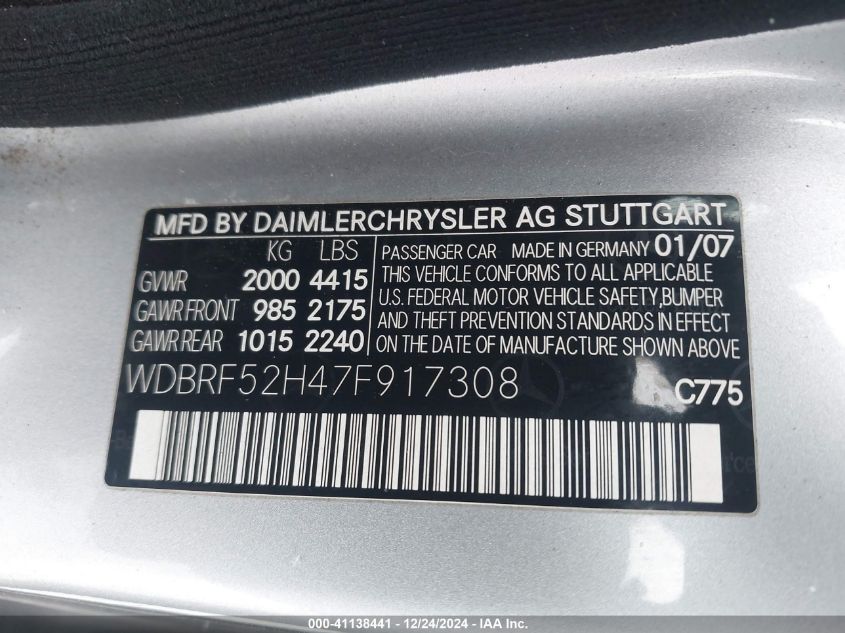 MFD BY DAIMLERCHRYSLER AG STUTTGART
KG LBS
GVWR 2000 4415
GAWR FRONT 985 2175
GAWR REAR 1015 2240
PASSENGER CAR MADE IN GERMANY 01/07
THIS VEHICLE CONFORMS TO ALL APPLICABLE
U.S. FEDERAL MOTOR VEHICLE SAFETY,BUMPER
AND THEFT PREVENTION STANDARDS IN EFFECT
ON THE DATE OF MANUFACTURE SHOWN ABOVE
WDBRF52H47F917308
C775
000-41138441 - 12/24/2024 - IAA Inc.